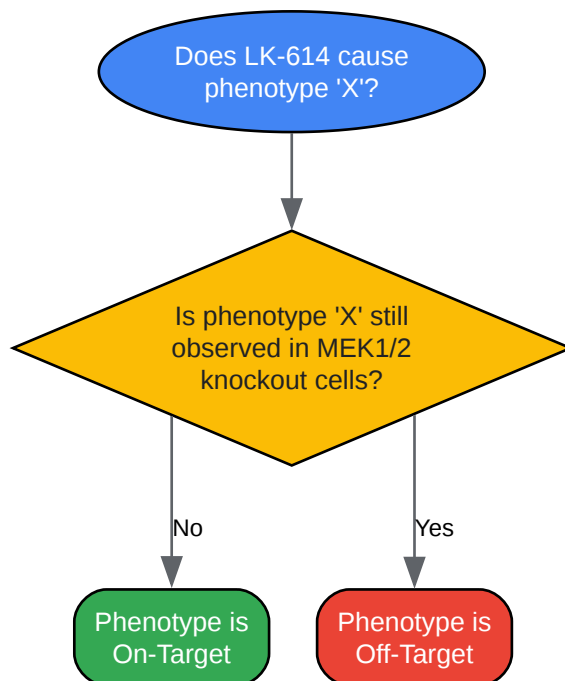 Does LK-614 cause
phenotype 'X'?
Is phenotype 'X' still
observed in MEK1/2
knockout cells?
No
Yes
Phenotype is
On-Target
Phenotype is
Off-Target